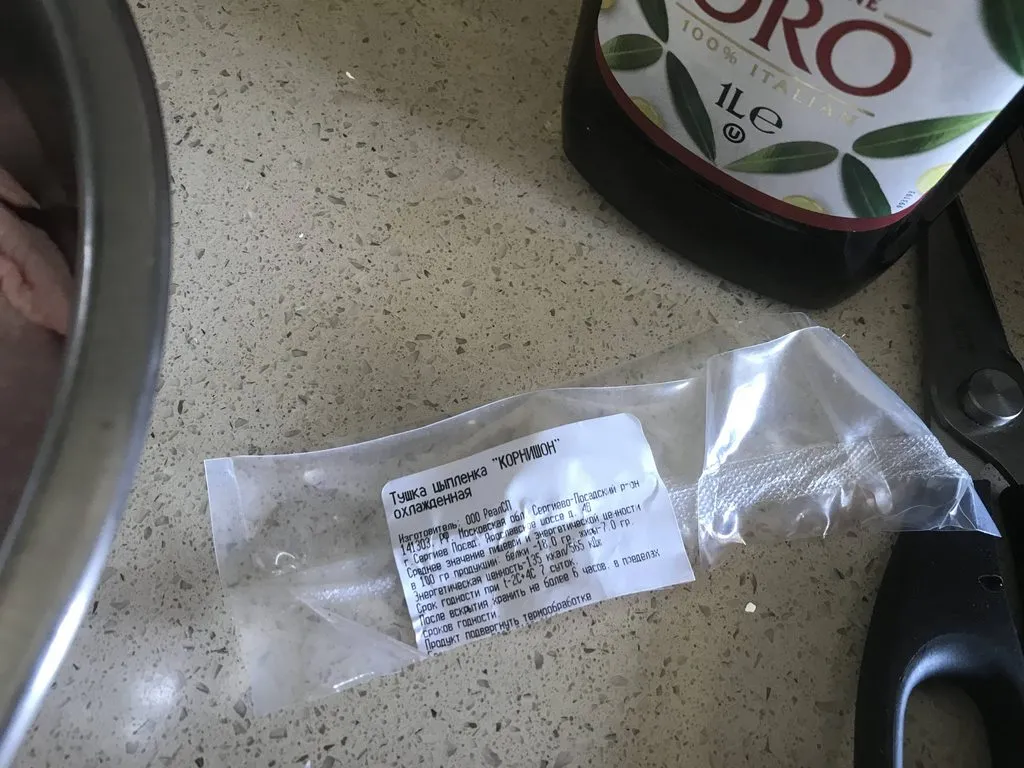 ORO
100% ITALIAN
1L℮
U
Тушка цыпленка "КОРНИШОН"
охлажденная
Изготовитель: ООО РеалСП
141303, РФ, Московская обл, Сергиево-Посадский р-он
г.Сергиев Посад, Ярославское шоссе д. 40
Среднее значение пищевой и энергетической ценности
в 100 гр продукции: белки -18,0 гр. жиры-7,0 гр.
Энергетическая ценность-135 ккал/565 кДж
Срок годности при t-2С+4С 7 суток.
После вскрытия хранить не более 6 часов, в пределах
сроков годности
Продукт подвергнуть термообработке